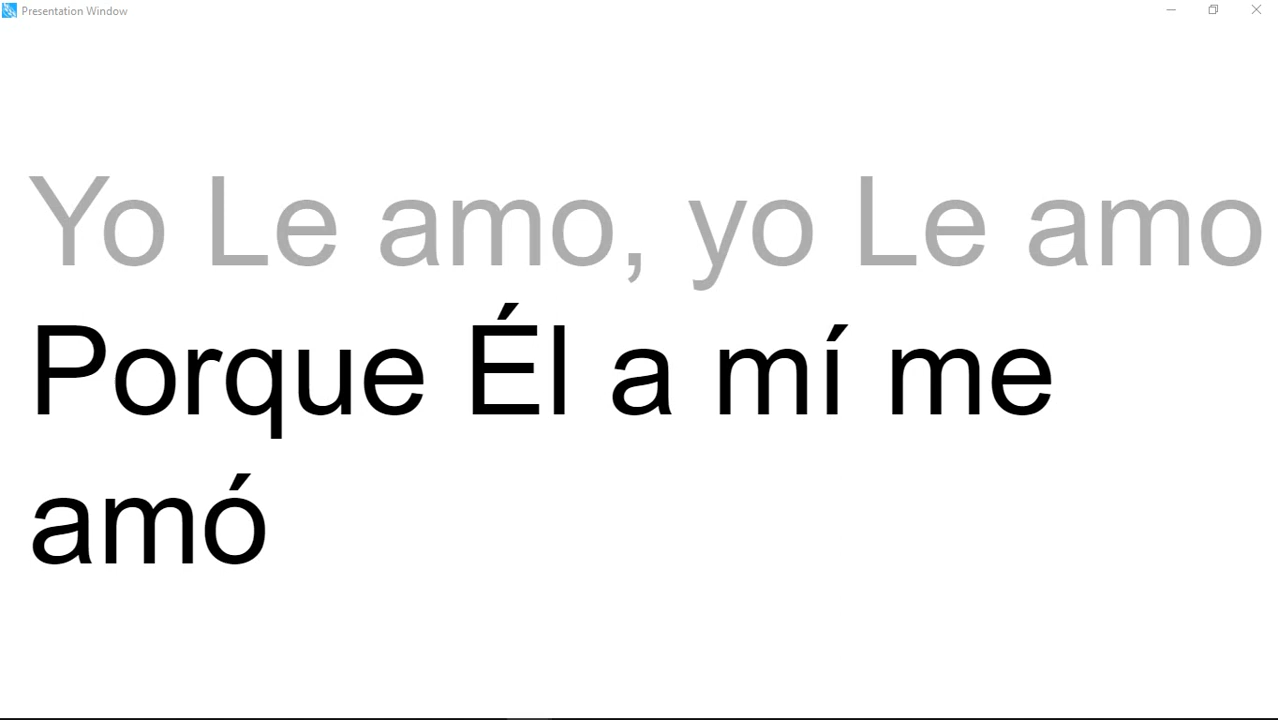 Presentation Window
Yo Le amo, yo Le amo
Porque Él a mí me
amó